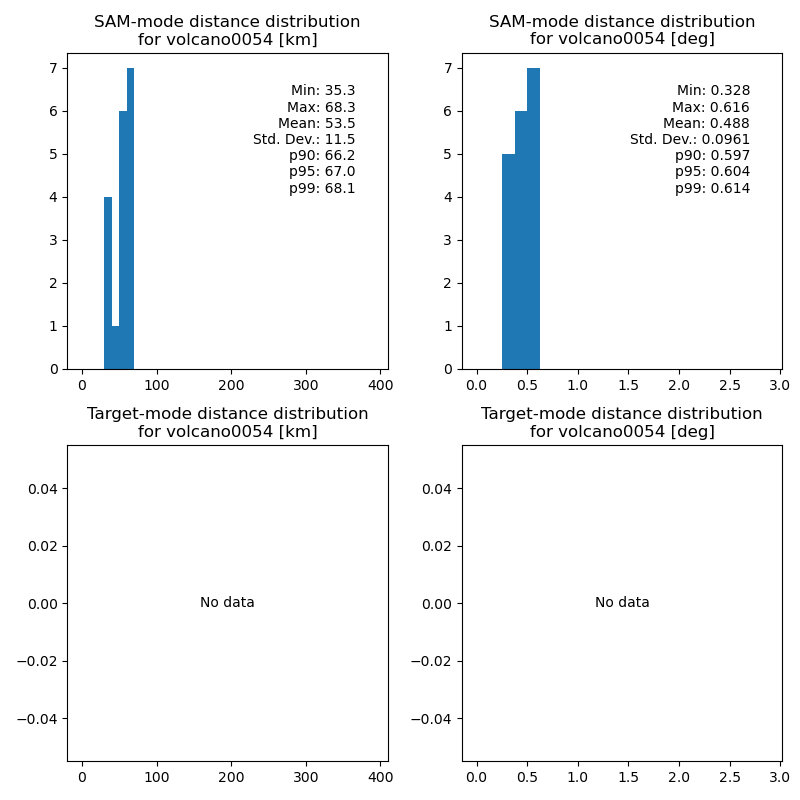 SAM-mode distance distribution
for volcano0054 [km]
7
6
5
4
3
2
1
0
Min: 35.3
Max: 68.3
Mean: 53.5
Std. Dev.: 11.5
p90: 66.2
p95: 67.0
p99: 68.1
0
100
200
300
400
SAM-mode distance distribution
for volcano0054 [deg]
7
6
5
4
3
2
1
0
Min: 0.328
Max: 0.616
Mean: 0.488
Std. Dev.: 0.0961
p90: 0.597
p95: 0.604
p99: 0.614
0.0
0.5
1.0
1.5
2.0
2.5
3.0
Target-mode distance distribution
for volcano0054 [km]
0.04
0.02
0.00
−0.02
−0.04
No data
0
100
200
300
400
Target-mode distance distribution
for volcano0054 [deg]
0.04
0.02
0.00
−0.02
−0.04
No data
0.0
0.5
1.0
1.5
2.0
2.5
3.0